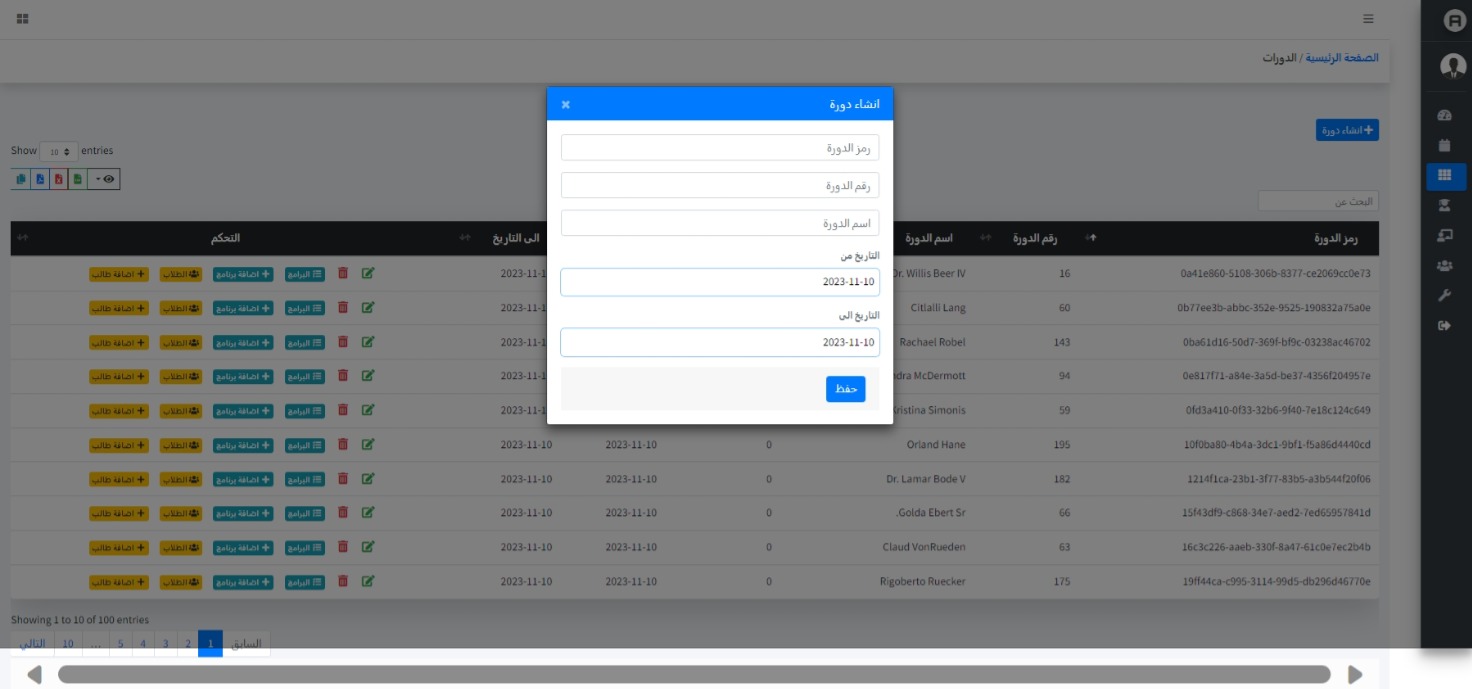 الصفحة الرئيسية / الدورات
انشاء دورة
Show 10 entries
البحث عن
رمز الدورة رقم الدورة اسم الدورة الى التاريخ التحكم
0a41e860-5108-306b-8377-ce2069cc0e73 16 Dr. Willis Beer IV 2023-11-1 البرامج اضافة برنامج الطلاب اضافة طالب
0b77ee3b-abbc-352e-9525-190832a75a0e 60 Citlalli Lang 2023-11-1 البرامج اضافة برنامج الطلاب اضافة طالب
0ba61d16-50d7-369f-bf9c-03238ac46702 143 Rachael Robel 2023-11-1 البرامج اضافة برنامج الطلاب اضافة طالب
0e817f71-a84e-3a5d-be37-4356f204957e 94 dra McDermott 2023-11-1 البرامج اضافة برنامج الطلاب اضافة طالب
0fd3a410-0f33-32b6-9f40-7e18c124c649 59 ristina Simonis 2023-11-1 البرامج اضافة برنامج الطلاب اضافة طالب
10f0ba80-4b4a-3dc1-9bf1-f5a86d4440cd 195 Orland Hane 0 2023-11-10 2023-11-10 البرامج اضافة برنامج الطلاب اضافة طالب
1214f1ca-23b1-3f77-83b5-a3b544f20f06 182 Dr. Lamar Bode V 0 2023-11-10 2023-11-10 البرامج اضافة برنامج الطلاب اضافة طالب
15f43df9-c868-34e7-aed2-7ed65957841d 66 .Golda Ebert Sr 0 2023-11-10 2023-11-10 البرامج اضافة برنامج الطلاب اضافة طالب
16c3c226-aaeb-330f-8a47-61c0e7ec2b4b 63 Claud VonRueden 0 2023-11-10 2023-11-10 البرامج اضافة برنامج الطلاب اضافة طالب
19ff44ca-c995-3114-99d5-db296d46770e 175 Rigoberto Ruecker 0 2023-11-10 2023-11-10 البرامج اضافة برنامج الطلاب اضافة طالب
Showing 1 to 10 of 100 entries
السابق 1 2 3 4 5 ... 10 التالي
انشاء دورة
رمز الدورة
رقم الدورة
اسم الدورة
التاريخ من
2023-11-10
التاريخ الى
2023-11-10
حفظ